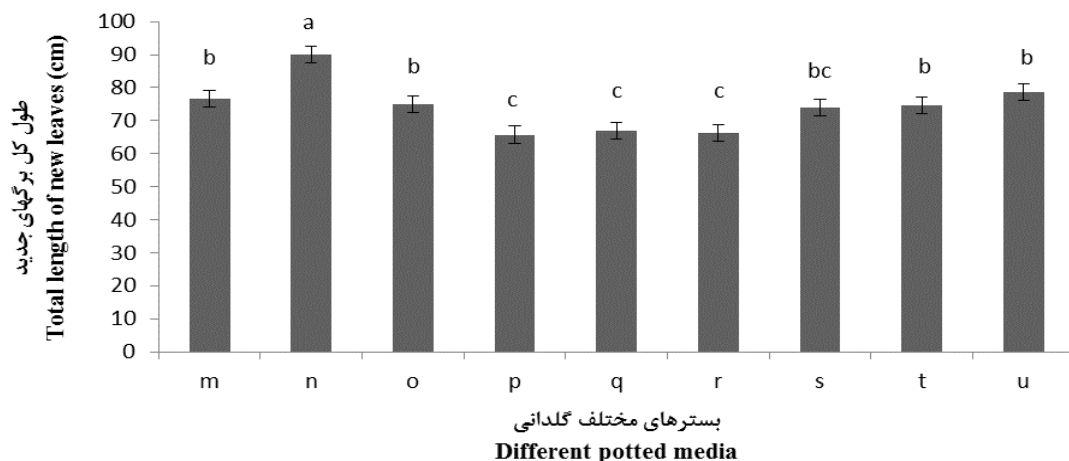 100
90
80
70
60
50
40
30
20
10
0
طول کل برگهای جدید
Total length of new leaves (cm)
b
a
b
c
c
c
bc
b
b
m n o p q r s t u
بسترهای مختلف گلدانی
Different potted media